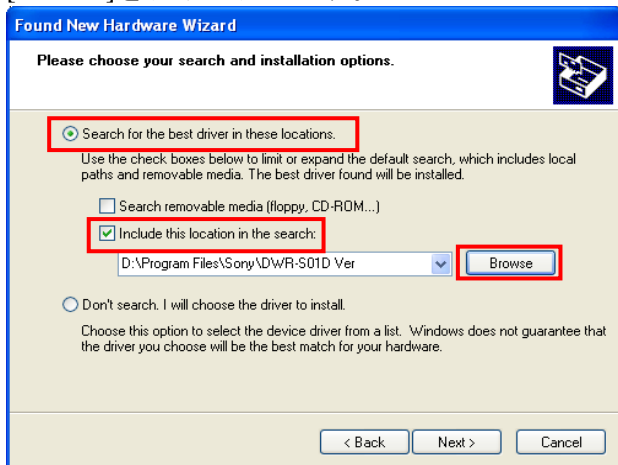 Found New Hardware Wizard
Please choose your search and installation options.
Search for the best driver in these locations.
Use the check boxes below to limit or expand the default search, which includes local
paths and removable media. The best driver found will be installed.
Search removable media (floppy, CD-ROM...)
Include this location in the search:
D:\Program Files\Sony\DWR-S01D Ver
Browse
Don't search. I will choose the driver to install.
Choose this option to select the device driver from a list. Windows does not guarantee that
the driver you choose will be the best match for your hardware.
< Back
Next >
Cancel